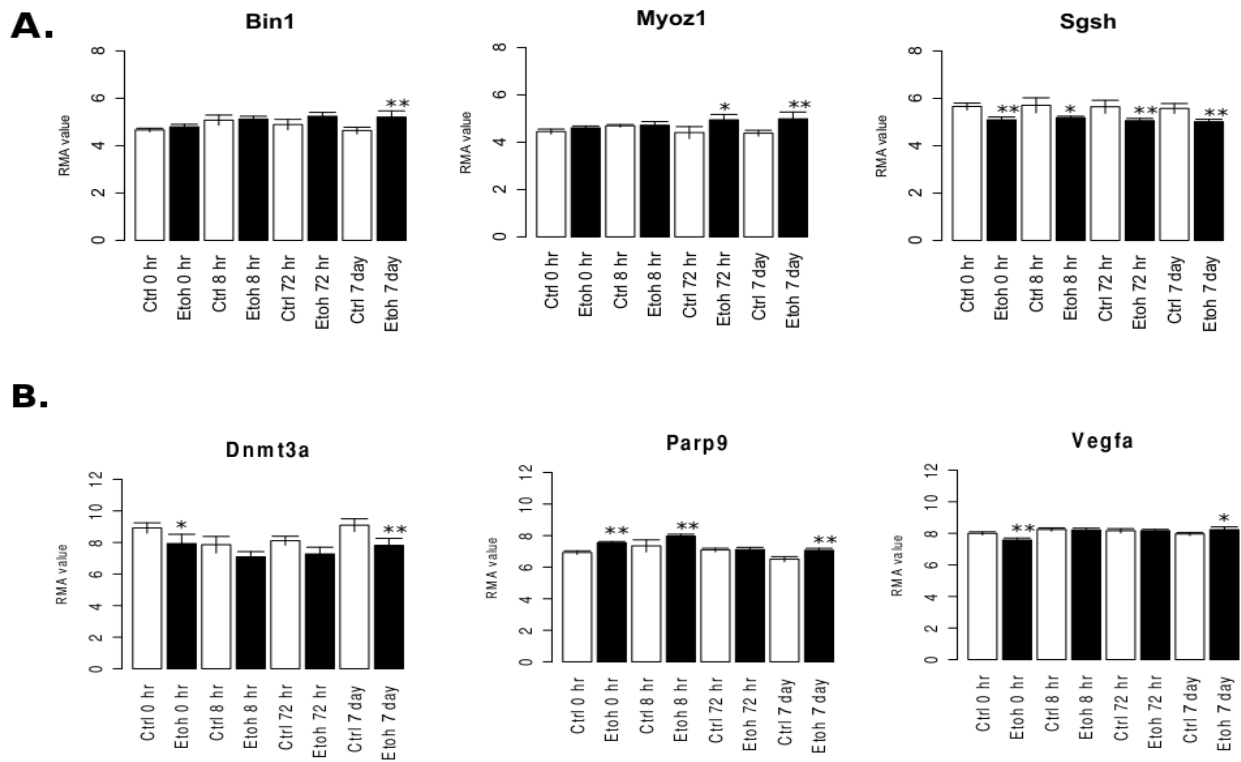 A.
Bin1
Myoz1
Sgsh
RMA value
0 2 4 6 8
**
Ctrl 0 hr
Etoh 0 hr
Ctrl 8 hr
Etoh 8 hr
Ctrl 72 hr
Etoh 72 hr
Ctrl 7 day
Etoh 7 day
RMA value
0 2 4 6 8
* **
Ctrl 0 hr
Etoh 0 hr
Ctrl 8 hr
Etoh 8 hr
Ctrl 72 hr
Etoh 72 hr
Ctrl 7 day
Etoh 7 day
RMA value
0 2 4 6 8
** * ** **
Ctrl 0 hr
Etoh 0 hr
Ctrl 8 hr
Etoh 8 hr
Ctrl 72 hr
Etoh 72 hr
Ctrl 7 day
Etoh 7 day
B.
Dnmt3a
Parp9
Vegfa
RMA value
0 2 4 6 8 10 12
* **
Ctrl 0 hr
Etoh 0 hr
Ctrl 8 hr
Etoh 8 hr
Ctrl 72 hr
Etoh 72 hr
Ctrl 7 day
Etoh 7 day
RMA value
0 2 4 6 8 10 12
** ** **
Ctrl 0 hr
Etoh 0 hr
Ctrl 8 hr
Etoh 8 hr
Ctrl 72 hr
Etoh 72 hr
Ctrl 7 day
Etoh 7 day
RMA value
0 2 4 6 8 10 12
** *
Ctrl 0 hr
Etoh 0 hr
Ctrl 8 hr
Etoh 8 hr
Ctrl 72 hr
Etoh 72 hr
Ctrl 7 day
Etoh 7 day